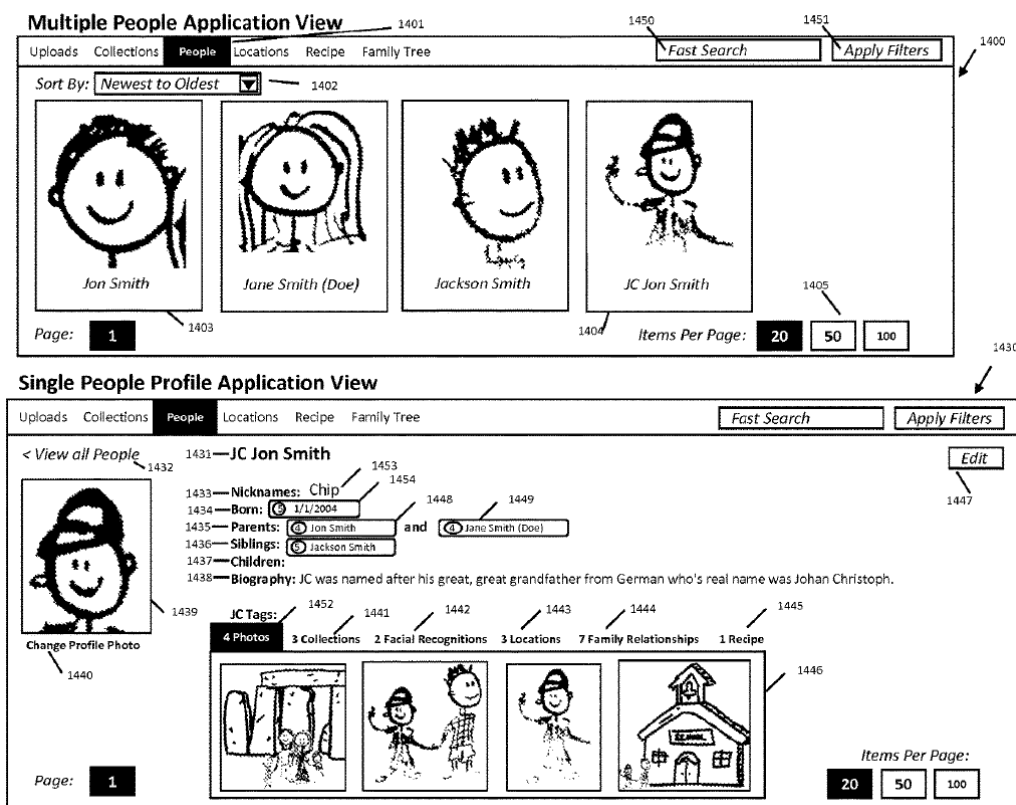 Multiple People Application View
1401
1450
1451
1400
Uploads Collections People Locations Recipe Family Tree Fast Search Apply Filters
Sort By: Newest to Oldest 1402
Jon Smith Jane Smith (Doe) Jackson Smith JC Jon Smith
1403 1404 1405
Page: 1 Items Per Page: 20 50 100
1430
Single People Profile Application View
Uploads Collections People Locations Recipe Family Tree Fast Search Apply Filters
< View all People 1431 JC Jon Smith Edit
1432 1453 1447
1433 Nicknames: Chip 1454
1434 Born: 5 1/1/2004 1448 1449
1435 Parents: 4 Jon Smith and 4 Jane Smith (Doe)
1436 Siblings: 5 Jackson Smith
1437 Children:
1438 Biography: JC was named after his great, great grandfather from German who's real name was Johan Christoph.
1439 JC Tags: 1452 1441 1442 1443 1444 1445
4 Photos 3 Collections 2 Facial Recognitions 3 Locations 7 Family Relationships 1 Recipe
Change Profile Photo
1440 1446
Items Per Page:
Page: 1 20 50 100